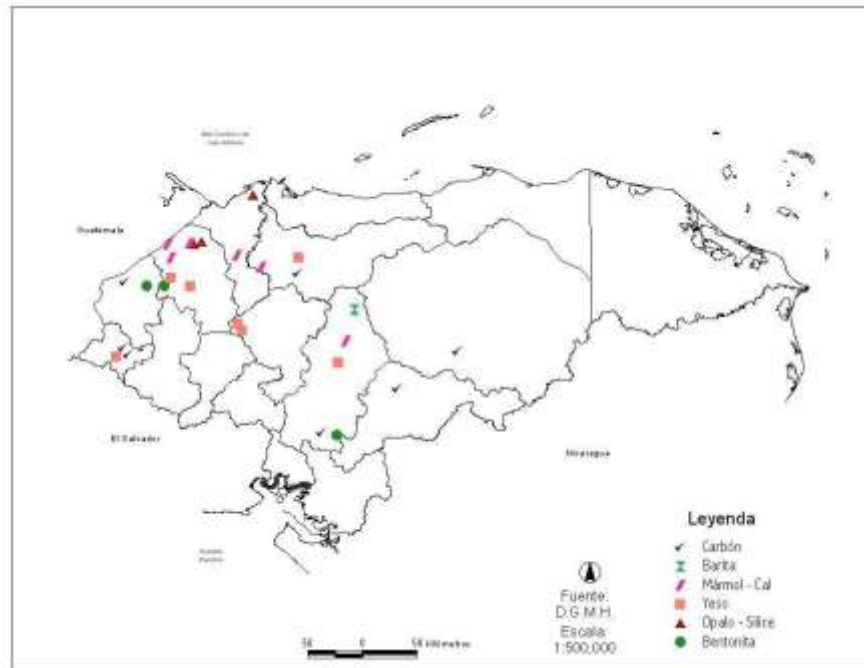 Guatemala
El Salvador
Nicaragua
Leyenda
Carbón
Barita
Mármol - Cal
Yeso
Opalo - Silice
Bentonita
Fuente:
D.G.M.H.
Escala:
1:500,000
50 0 50 Kilómetros